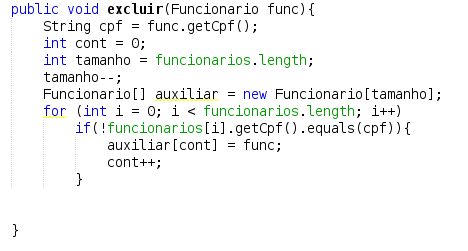 public void excluir(Funcionario func){
    String cpf = func.getCpf();
    int cont = 0;
    int tamanho = funcionarios.length;
    tamanho--;
    Funcionario[] auxiliar = new Funcionario[tamanho];
    for (int i = 0; i < funcionarios.length; i++)
        if(!funcionarios[i].getCpf().equals(cpf)){
            auxiliar[cont] = func;
            cont++;
        }
}